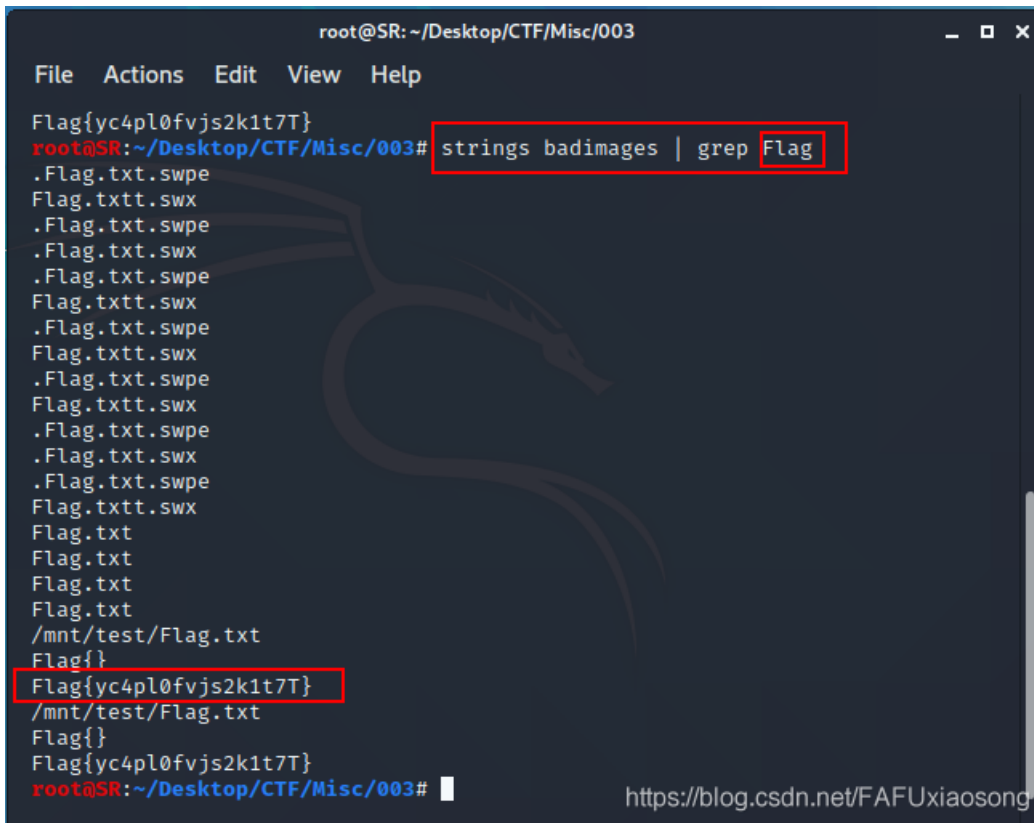 root@SR: ~/Desktop/CTF/Misc/003
File Actions Edit View Help
Flag{yc4pl0fvjs2k1t7T}
root@SR:~/Desktop/CTF/Misc/003# strings badimages | grep Flag
.Flag.txt.swpe
Flag.txtt.swx
.Flag.txt.swpe
.Flag.txt.swx
.Flag.txt.swpe
Flag.txtt.swx
.Flag.txt.swpe
Flag.txtt.swx
.Flag.txt.swpe
Flag.txtt.swx
.Flag.txt.swpe
.Flag.txt.swx
.Flag.txt.swpe
Flag.txtt.swx
Flag.txt
Flag.txt
Flag.txt
Flag.txt
/mnt/test/Flag.txt
Flag{}
Flag{yc4pl0fvjs2k1t7T}
/mnt/test/Flag.txt
Flag{}
Flag{yc4pl0fvjs2k1t7T}
root@SR:~/Desktop/CTF/Misc/003#
https://blog.csdn.net/FAFUxiaosong